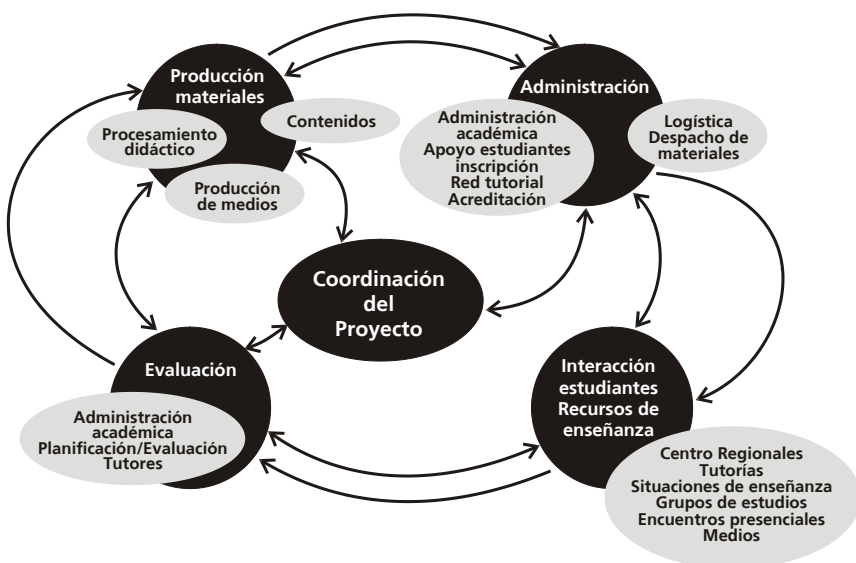 Producción
materiales
Procesamiento
didáctico
Contenidos
Producción
de medios
Administración
Administración
académica
Apoyo estudiantes
inscripción
Red tutorial
Acreditación
Logística
Despacho de
materiales
Coordinación
del
Proyecto
Evaluación
Administración
académica
Planificación/Evaluación
Tutores
Interacción
estudiantes
Recursos de
enseñanza
Centro Regionales
Tutorías
Situaciones de enseñanza
Grupos de estudios
Encuentros presenciales
Medios